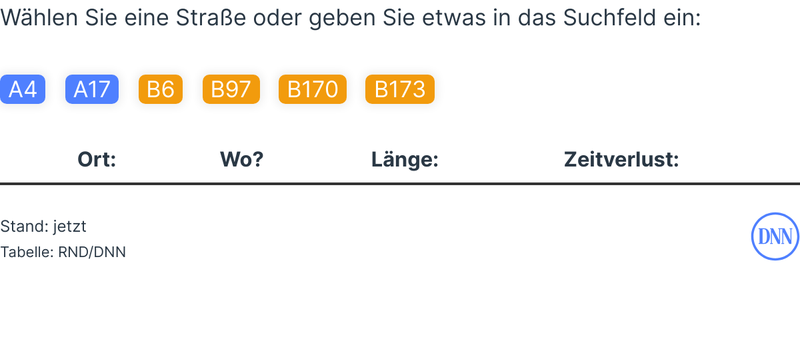 Wählen Sie eine Straße oder geben Sie etwas in das Suchfeld ein:
A4 A17 B6 B97 B170 B173
Ort: Wo? Länge: Zeitverlust:
Stand: jetzt
Tabelle: RND/DNN
DNN